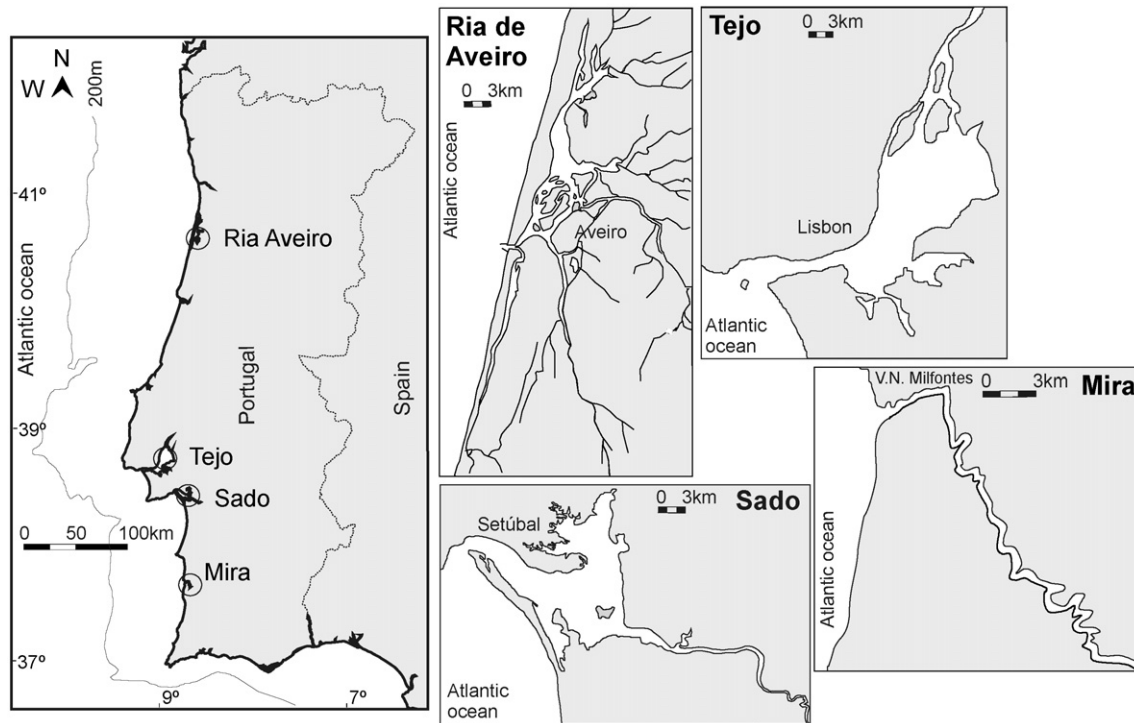 N
W
200m
41º
Atlantic ocean
Ria Aveiro
Portugal
Spain
39º
Tejo
Sado
0 50 100km
Mira
37º
9º
7º
Ria de
Aveiro
0 3km
Atlantic ocean
Aveiro
Tejo
0 3km
Lisbon
Atlantic
ocean
V.N. Milfontes
0 3km
Mira
Atlantic ocean
0 3km
Sado
Setúbal
Atlantic
ocean